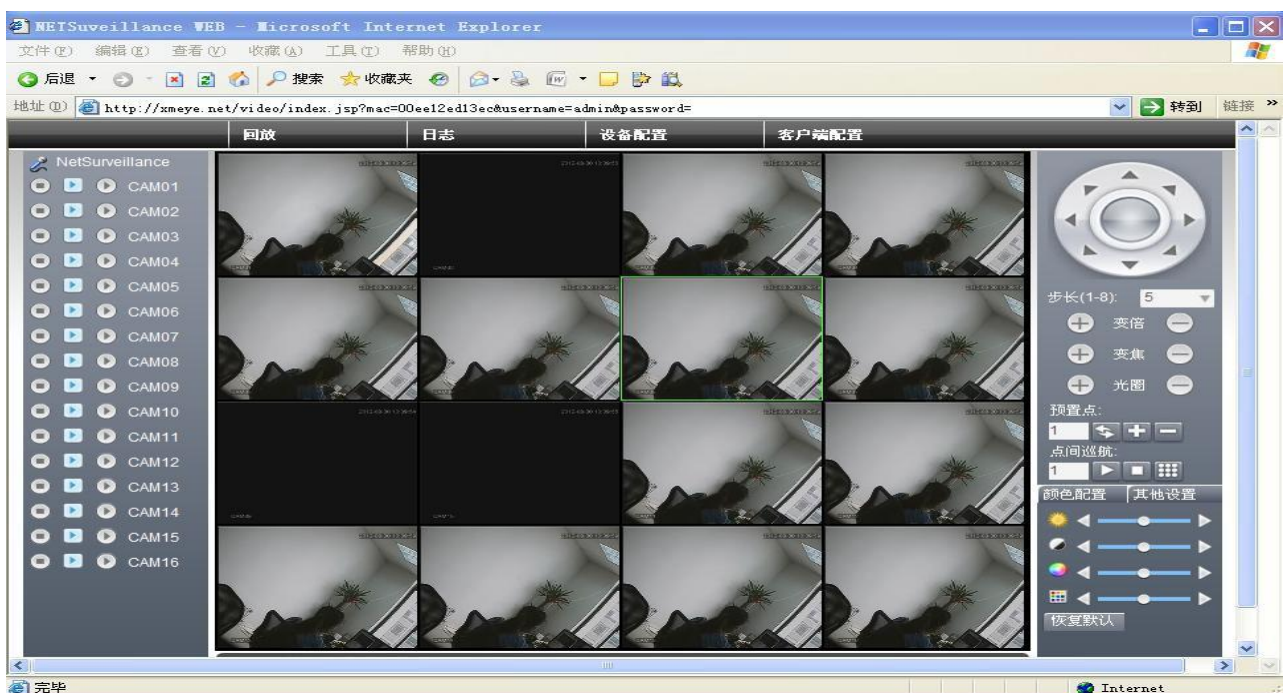 NETSuveillance WEB - Microsoft Internet Explorer
文件(F) 编辑(E) 查看(V) 收藏(A) 工具(T) 帮助(H)
后退 搜索 收藏夹
地址(D) http://xmeye.net/video/index.jsp?mac=00ee12ed13ec&username=admin&password= 转到 链接 »
回放 日志 设备配置 客户端配置
NetSurveillance
CAM01
CAM02
CAM03
CAM04
CAM05
CAM06
CAM07
CAM08
CAM09
CAM10
CAM11
CAM12
CAM13
CAM14
CAM15
CAM16
步长(1-8): 5
变倍
变焦
光圈
预置点:
1
点间巡航:
1
颜色配置 其他设置
恢复默认
完毕 Internet